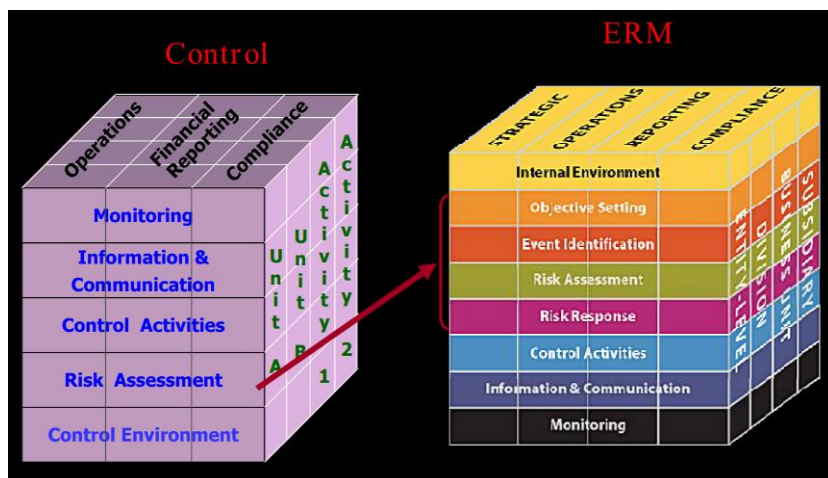 Control
ERM
Operations
Financial
Reporting
Compliance
Monitoring
Information &
Communication
Control Activities
Risk Assessment
Control Environment
Unit A
Unit B
Activity 1
Activity 2
STRATEGIC
OPERATIONS
REPORTING
COMPLIANCE
Internal Environment
Objective Setting
Event Identification
Risk Assessment
Risk Response
Control Activities
Information & Communication
Monitoring
ENTITY-LEVEL
DIVISION
BUSINESS UNIT
SUBSIDIARY